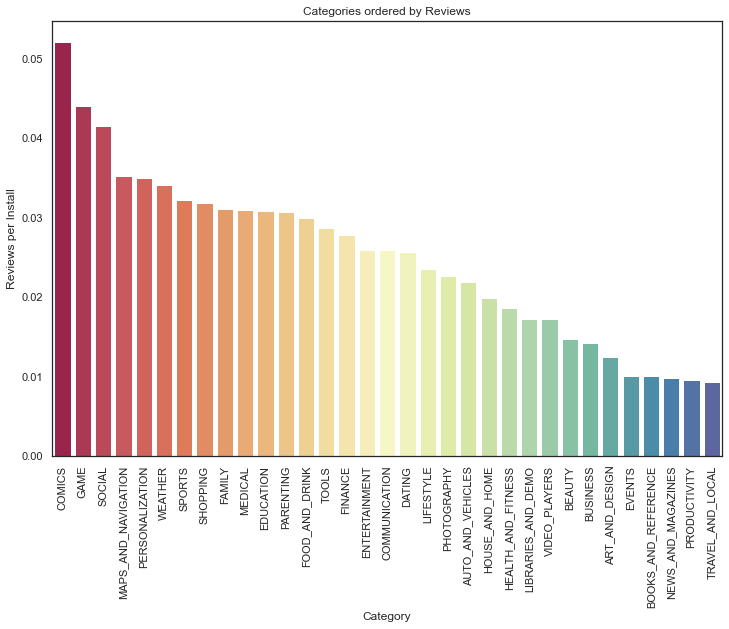 Categories ordered by Reviews
Reviews per Install
0.05
0.04
0.03
0.02
0.01
0.00
COMICS
GAME
SOCIAL
MAPS_AND_NAVIGATION
PERSONALIZATION
WEATHER
SPORTS
SHOPPING
FAMILY
MEDICAL
EDUCATION
PARENTING
FOOD_AND_DRINK
TOOLS
FINANCE
ENTERTAINMENT
COMMUNICATION
DATING
LIFESTYLE
PHOTOGRAPHY
AUTO_AND_VEHICLES
HOUSE_AND_HOME
HEALTH_AND_FITNESS
LIBRARIES_AND_DEMO
VIDEO_PLAYERS
BEAUTY
BUSINESS
ART_AND_DESIGN
EVENTS
BOOKS_AND_REFERENCE
NEWS_AND_MAGAZINES
PRODUCTIVITY
TRAVEL_AND_LOCAL
Category